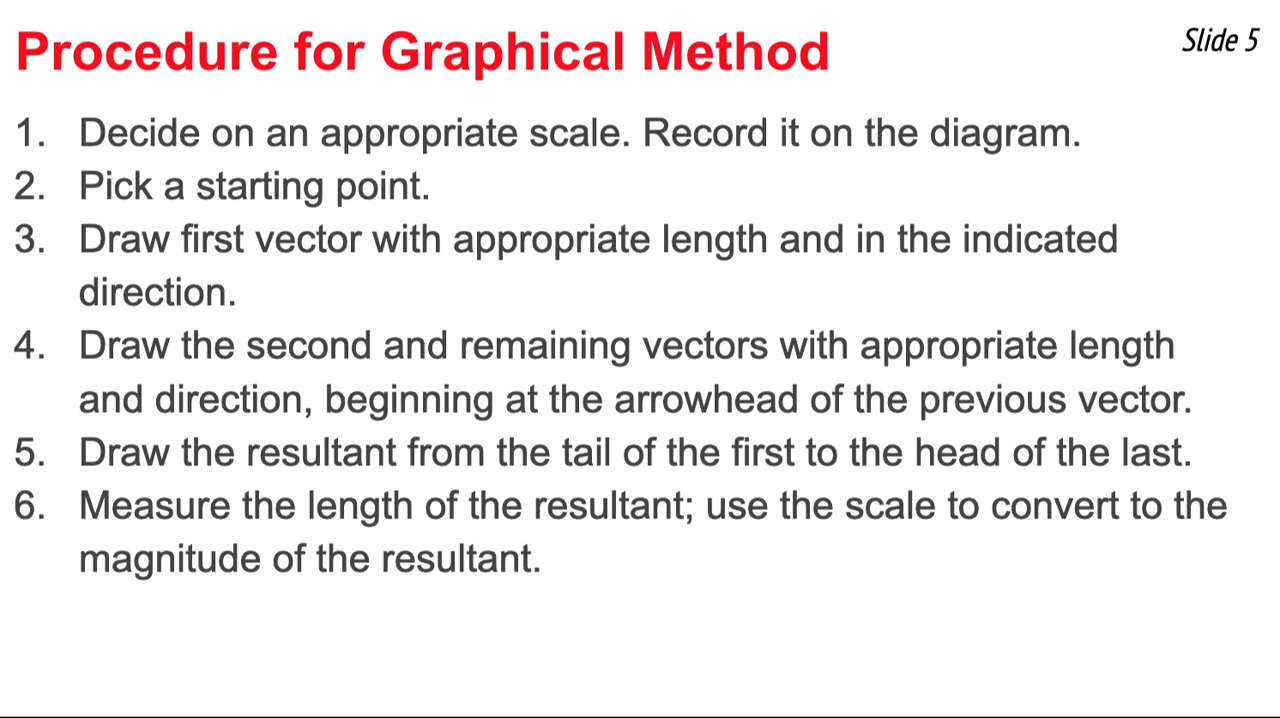 Procedure for Graphical Method
Slide 5
1. Decide on an appropriate scale. Record it on the diagram.
2. Pick a starting point.
3. Draw first vector with appropriate length and in the indicated
direction.
4. Draw the second and remaining vectors with appropriate length
and direction, beginning at the arrowhead of the previous vector.
5. Draw the resultant from the tail of the first to the head of the last.
6. Measure the length of the resultant; use the scale to convert to the
magnitude of the resultant.